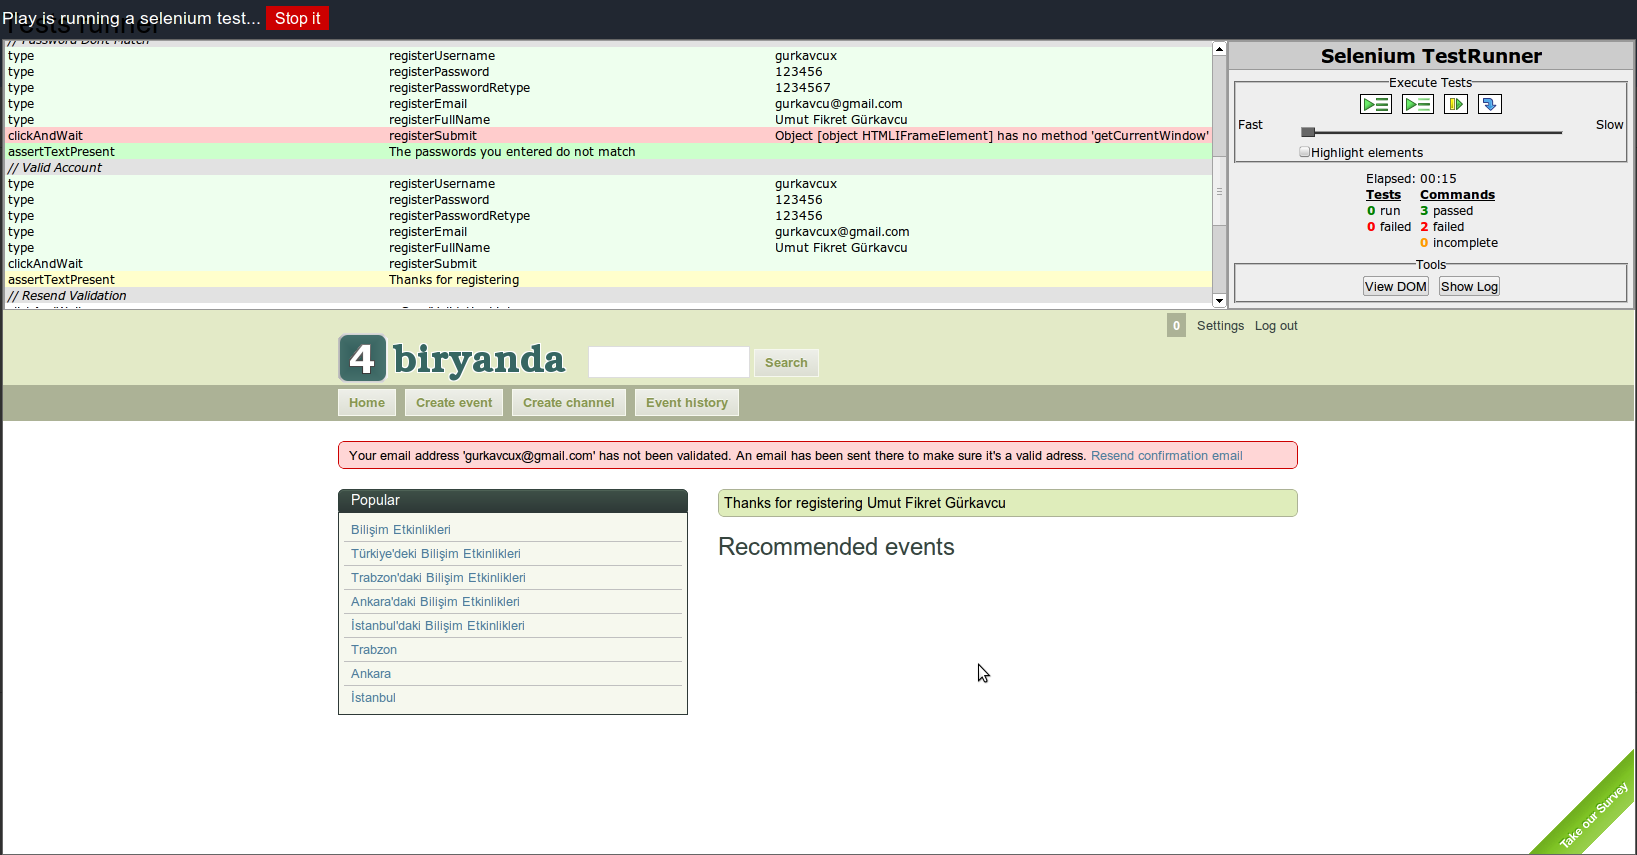 Play is running a selenium test... Stop it
Tests runner
// Password Dont Match
type registerUsername gurkavcux
type registerPassword 123456
type registerPasswordRetype 1234567
type registerEmail gurkavcu@gmail.com
type registerFullName Umut Fikret Gürkavcu
clickAndWait registerSubmit Object [object HTMLIFrameElement] has no method 'getCurrentWindow'
assertTextPresent The passwords you entered do not match
// Valid Account
type registerUsername gurkavcux
type registerPassword 123456
type registerPasswordRetype 123456
type registerEmail gurkavcux@gmail.com
type registerFullName Umut Fikret Gürkavcu
clickAndWait registerSubmit
assertTextPresent Thanks for registering
// Resend Validation
Selenium TestRunner
Execute Tests
Fast Slow
Highlight elements
Elapsed: 00:15
Tests Commands
0 run 3 passed
0 failed 2 failed
0 incomplete
Tools
View DOM Show Log
0 Settings Log out
4 biryanda Search
Home Create event Create channel Event history
Your email address 'gurkavcux@gmail.com' has not been validated. An email has been sent there to make sure it's a valid adress. Resend confirmation email
Popular
Bilişim Etkinlikleri
Türkiye'deki Bilişim Etkinlikleri
Trabzon'daki Bilişim Etkinlikleri
Ankara'daki Bilişim Etkinlikleri
İstanbul'daki Bilişim Etkinlikleri
Trabzon
Ankara
İstanbul
Thanks for registering Umut Fikret Gürkavcu
Recommended events
Take our Survey